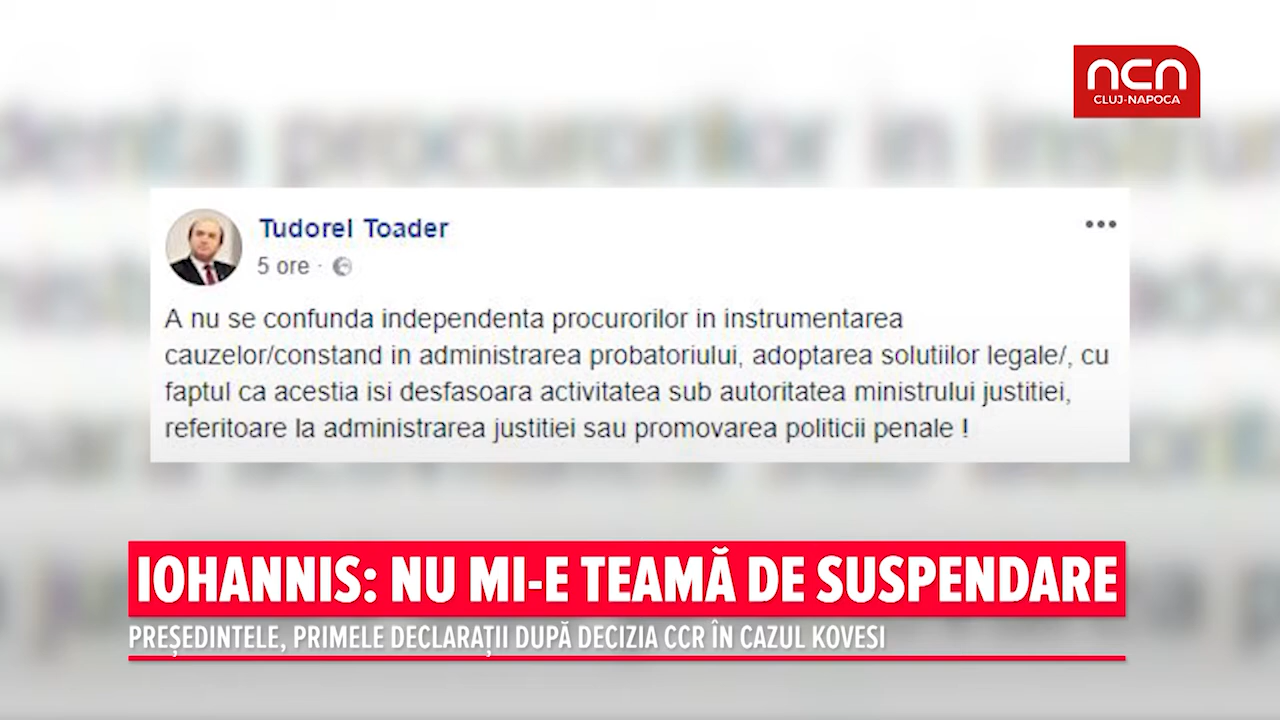 ncn
CLUJ-NAPOCA
Tudorel Toader
5 ore ·
A nu se confunda independenta procurorilor in instrumentarea
cauzelor/constand in administrarea probatoriului, adoptarea solutiilor legale/, cu
faptul ca acestia isi desfasoara activitatea sub autoritatea ministrului justitiei,
referitoare la administrarea justitiei sau promovarea politicii penale !
IOHANNIS: NU MI-E TEAMĂ DE SUSPENDARE
PREȘEDINTELE, PRIMELE DECLARAȚII DUPĂ DECIZIA CCR ÎN CAZUL KOVESI